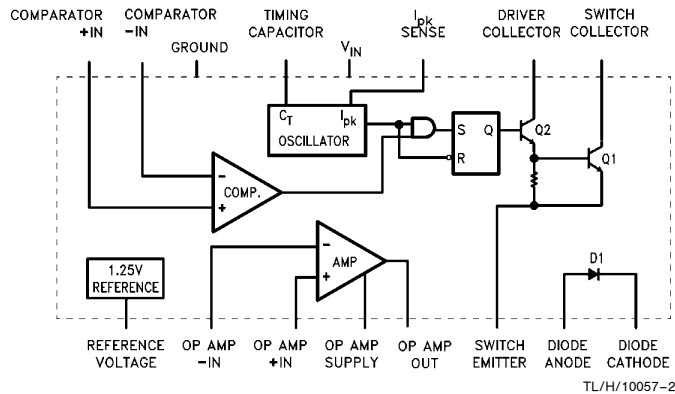 COMPARATOR
+IN
COMPARATOR
−IN
GROUND
TIMING
CAPACITOR
VIN
Ipk
SENSE
DRIVER
COLLECTOR
SWITCH
COLLECTOR
CT
Ipk
OSCILLATOR
S
Q
R
Q2
Q1
−
COMP.
+
−
AMP
+
1.25V
REFERENCE
D1
REFERENCE
VOLTAGE
OP AMP
−IN
OP AMP
+IN
OP AMP
SUPPLY
OP AMP
OUT
SWITCH
EMITTER
DIODE
ANODE
DIODE
CATHODE
TL/H/10057−2